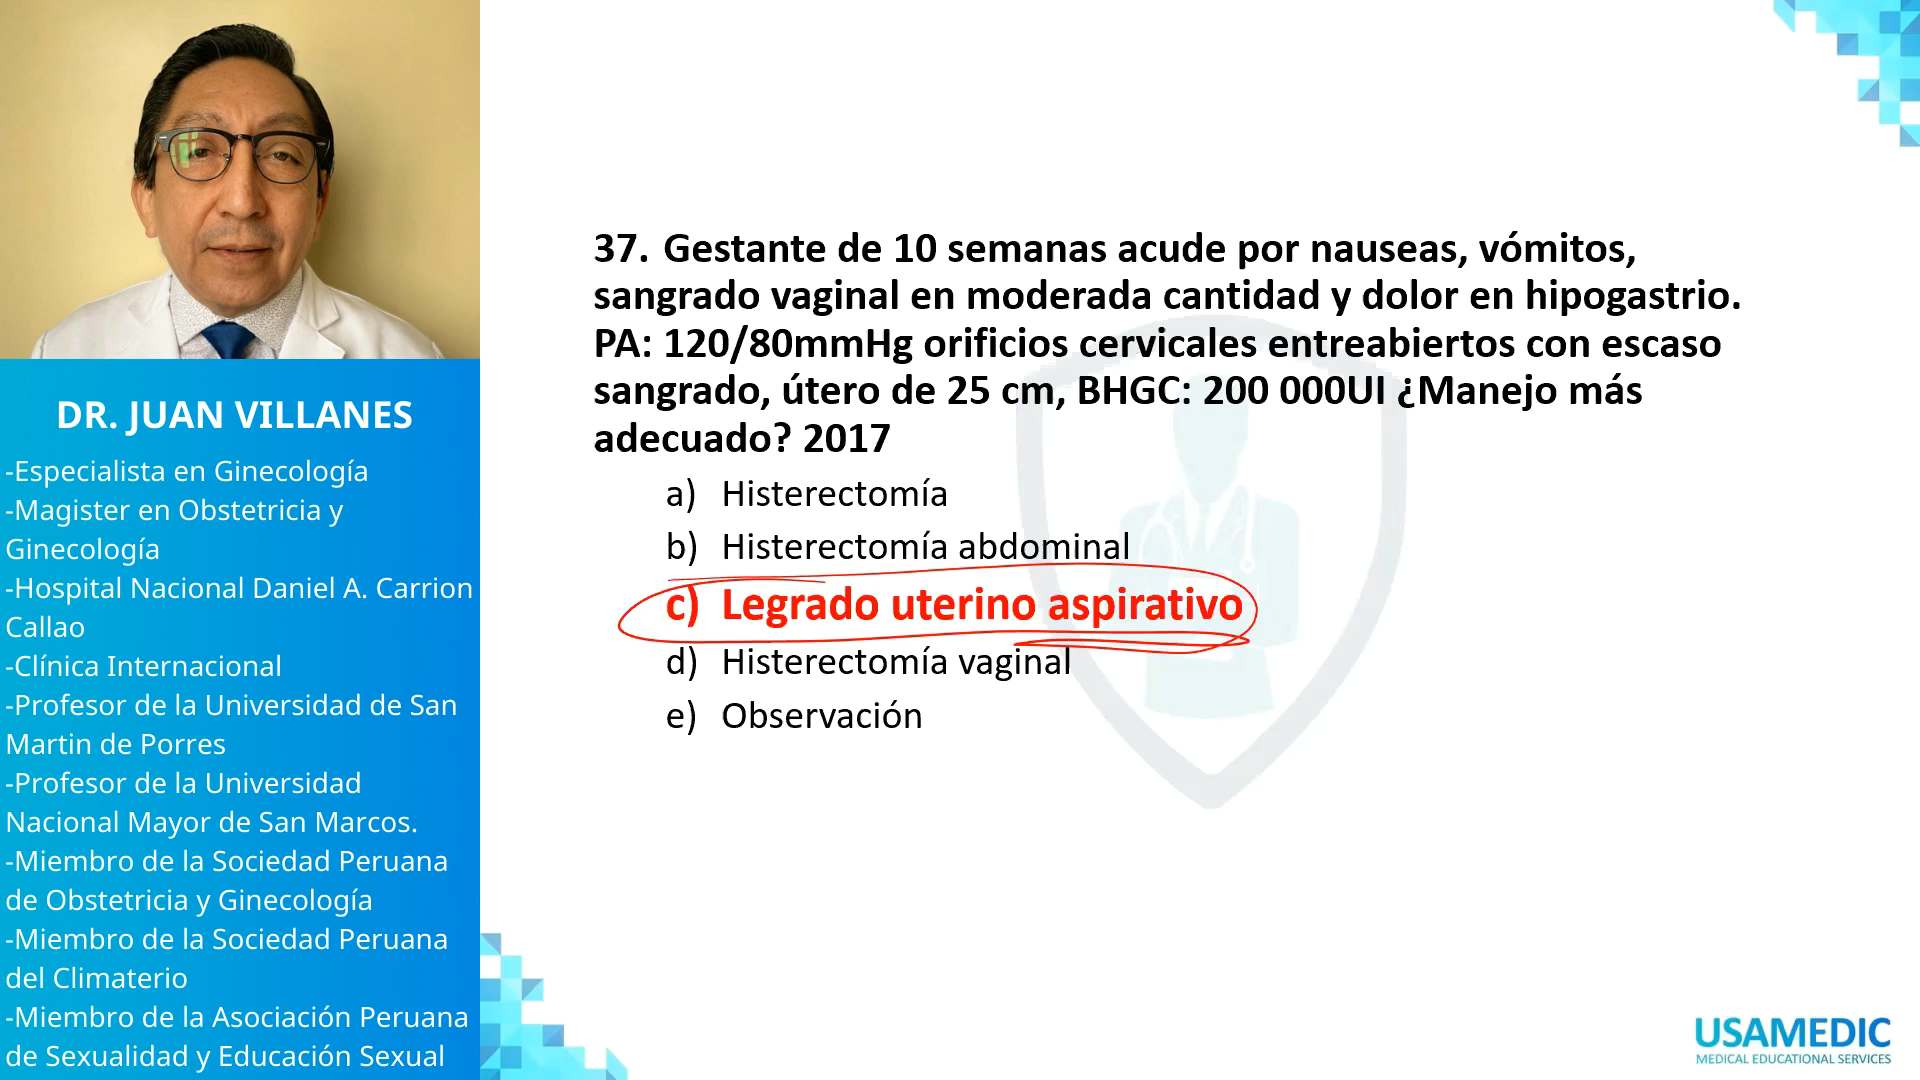 DR. JUAN VILLANES
-Especialista en Ginecología
-Magister en Obstetricia y
Ginecología
-Hospital Nacional Daniel A. Carrion
Callao
-Clínica Internacional
-Profesor de la Universidad de San
Martin de Porres
-Profesor de la Universidad
Nacional Mayor de San Marcos.
-Miembro de la Sociedad Peruana
de Obstetricia y Ginecología
-Miembro de la Sociedad Peruana
del Climaterio
-Miembro de la Asociación Peruana
de Sexualidad y Educación Sexual
37. Gestante de 10 semanas acude por nauseas, vómitos,
sangrado vaginal en moderada cantidad y dolor en hipogastrio.
PA: 120/80mmHg orificios cervicales entreabiertos con escaso
sangrado, útero de 25 cm, BHGC: 200 000UI ¿Manejo más
adecuado? 2017
a) Histerectomía
b) Histerectomía abdominal
c) Legrado uterino aspirativo
d) Histerectomía vaginal
e) Observación
USAMEDIC
MEDICAL EDUCATIONAL SERVICES